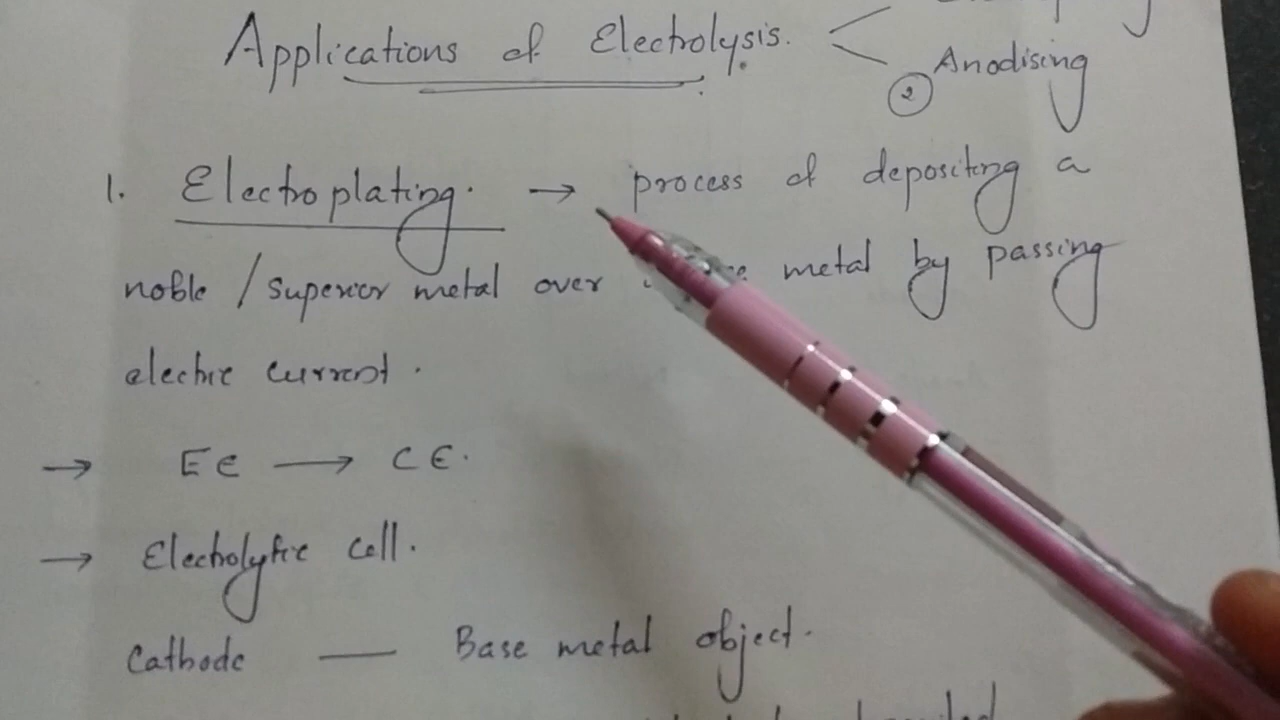 Applications of Electrolysis.
② Anodising
1. Electroplating. → process of depositing a
noble / superior metal over metal by passing
electric current.
→ EE → CE.
→ Electrolytic cell.
Cathode — Base metal object.